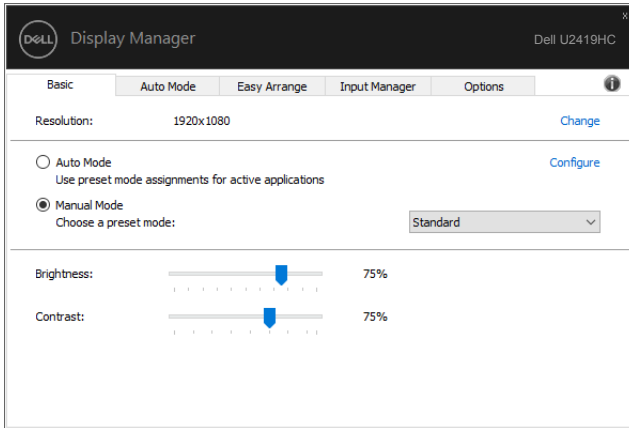 x
DELL Display Manager Dell U2419HC
Basic Auto Mode Easy Arrange Input Manager Options i
Resolution: 1920x1080 Change
Auto Mode Configure
Use preset mode assignments for active applications
Manual Mode
Choose a preset mode: Standard
Brightness: 75%
Contrast: 75%